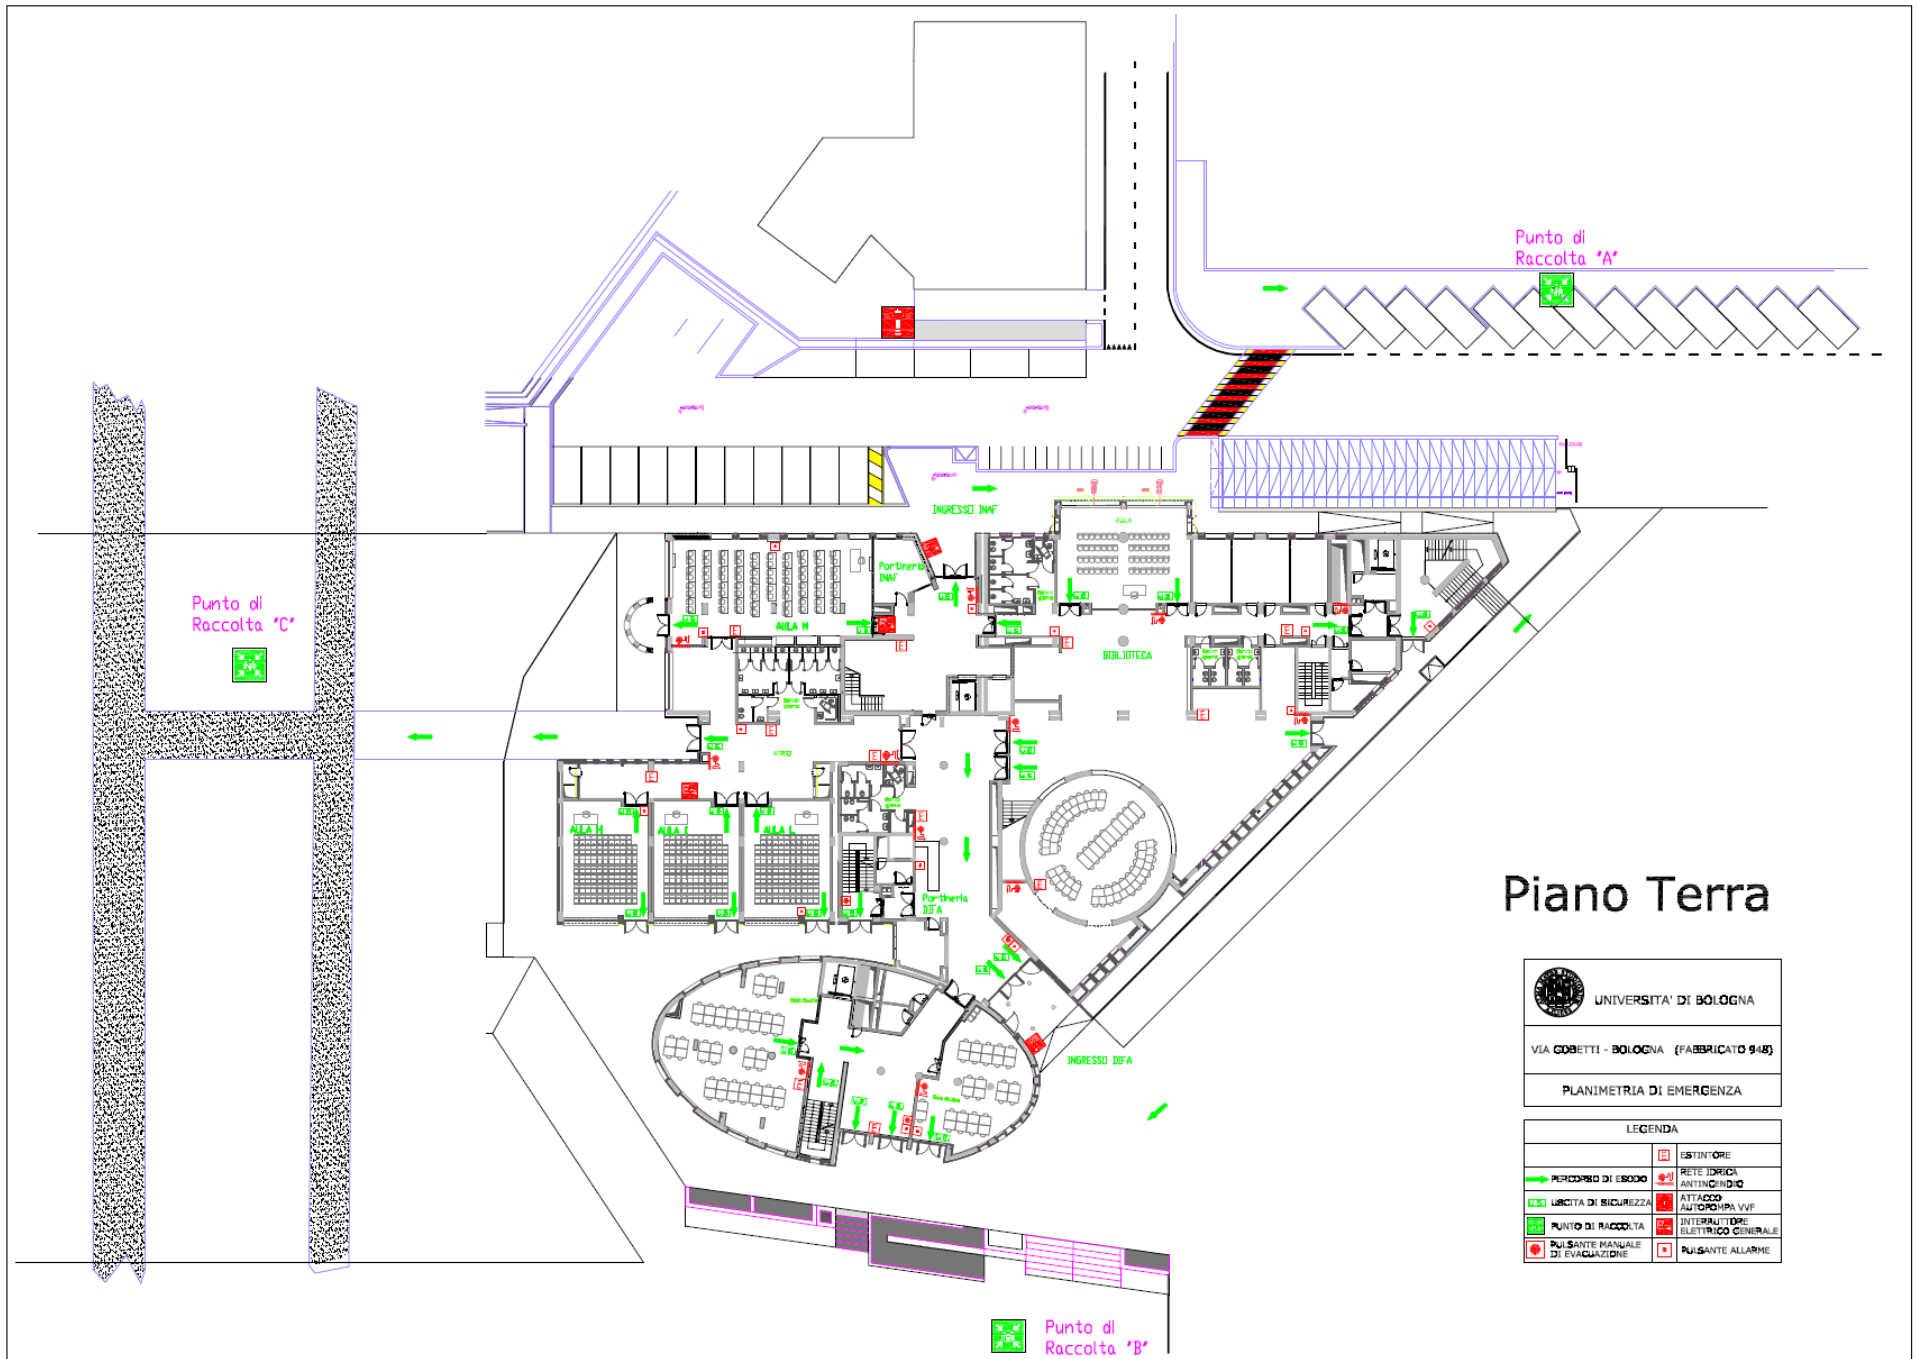 Punto di
Raccolta "A"
INGRESSO INAF
AULA
Portineria
INAF
AULA M
BIBLIOTECA
Punto di
Raccolta "C"
ATRIO
AULA H
AULA I
AULA L
Portineria
DIFA
Piano Terra
INGRESSO DIFA
UNIVERSITA' DI BOLOGNA
VIA GOBETTI - BOLOGNA (FABBRICATO 948)
PLANIMETRIA DI EMERGENZA
LEGENDA
ESTINTORE
PERCORSO DI ESODO
RETE IDRICA
ANTINCENDIO
USCITA DI SICUREZZA
ATTACCO
AUTOPOMPA VVF
PUNTO DI RACCOLTA
INTERRUTTORE
ELETTRICO GENERALE
PULSANTE MANUALE
DI EVACUAZIONE
PULSANTE ALLARME
Punto di
Raccolta "B"